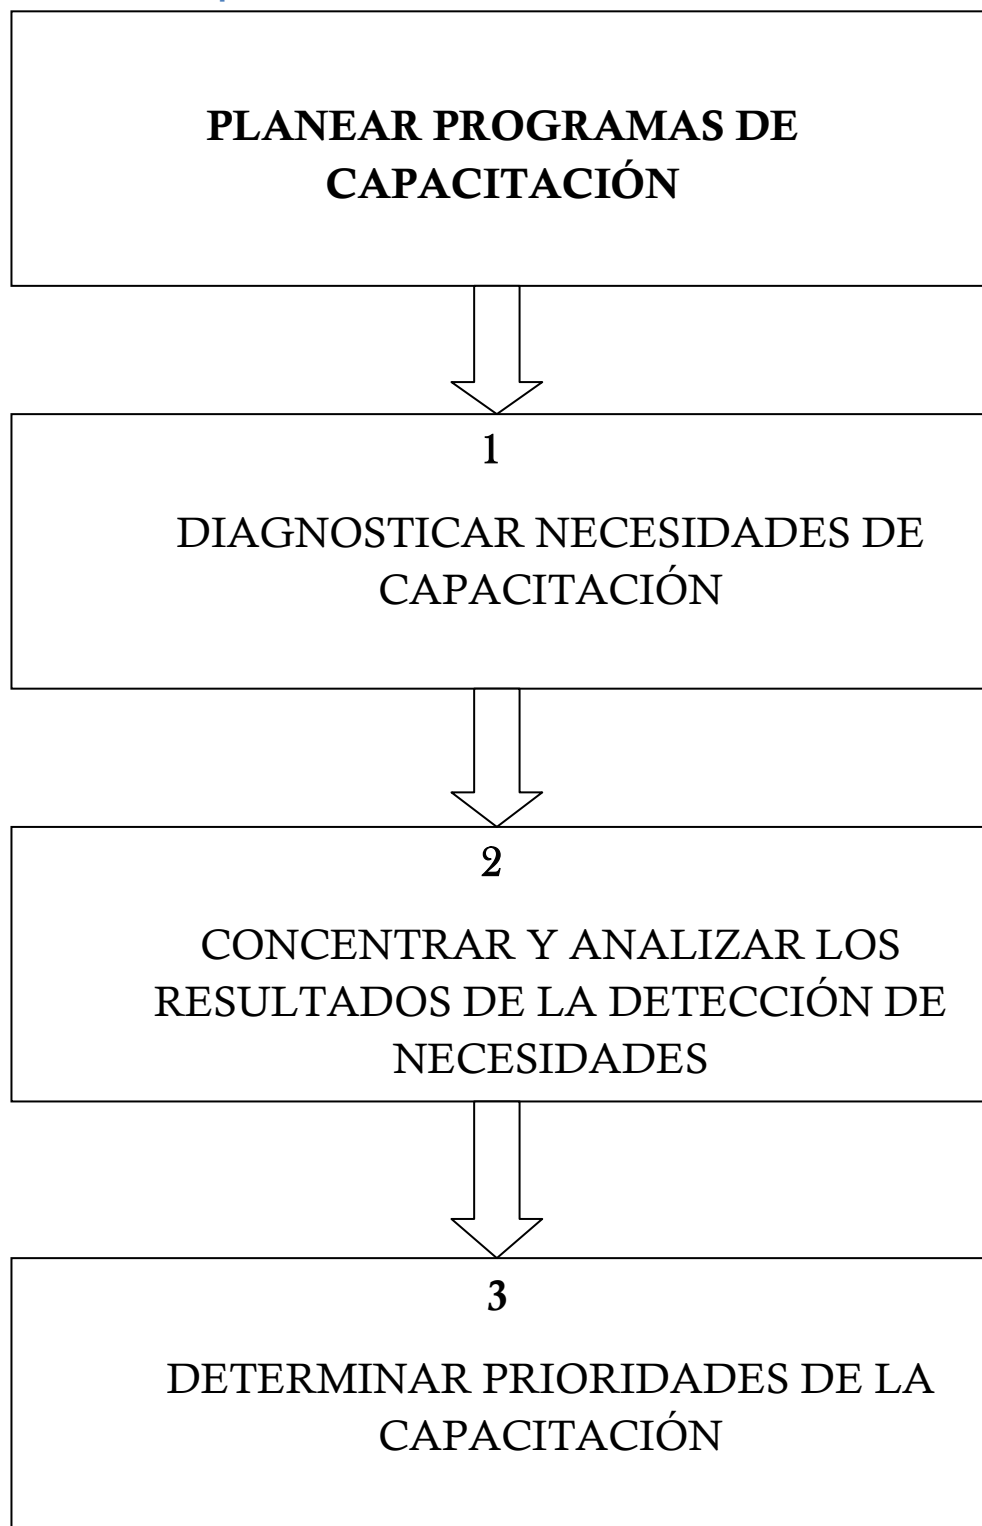 PLANEAR PROGRAMAS DE
CAPACITACIÓN
1
DIAGNOSTICAR NECESIDADES DE
CAPACITACIÓN
2
CONCENTRAR Y ANALIZAR LOS
RESULTADOS DE LA DETECCIÓN DE
NECESIDADES
3
DETERMINAR PRIORIDADES DE LA
CAPACITACIÓN